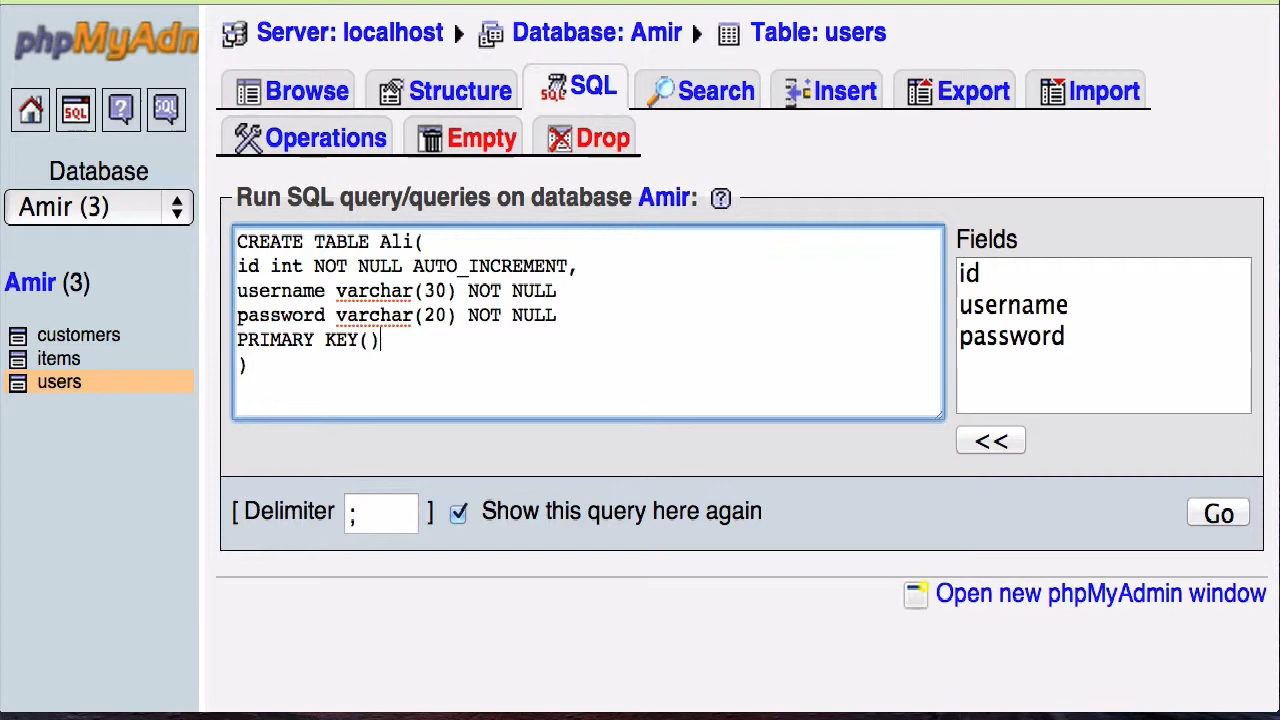 phpMyAdm
Server: localhost
Database: Amir
Table: users
Browse
Structure
SQL
Search
Insert
Export
Import
Operations
Empty
Drop
SQL
?
SQL
Database
Amir (3)
Amir (3)
customers
items
users
Run SQL query/queries on database Amir: ?
CREATE TABLE Ali(
id int NOT NULL AUTO_INCREMENT,
username varchar(30) NOT NULL
password varchar(20) NOT NULL
PRIMARY KEY()
)
Fields
id
username
password
<<
[ Delimiter ; ] Show this query here again
Go
Open new phpMyAdmin window